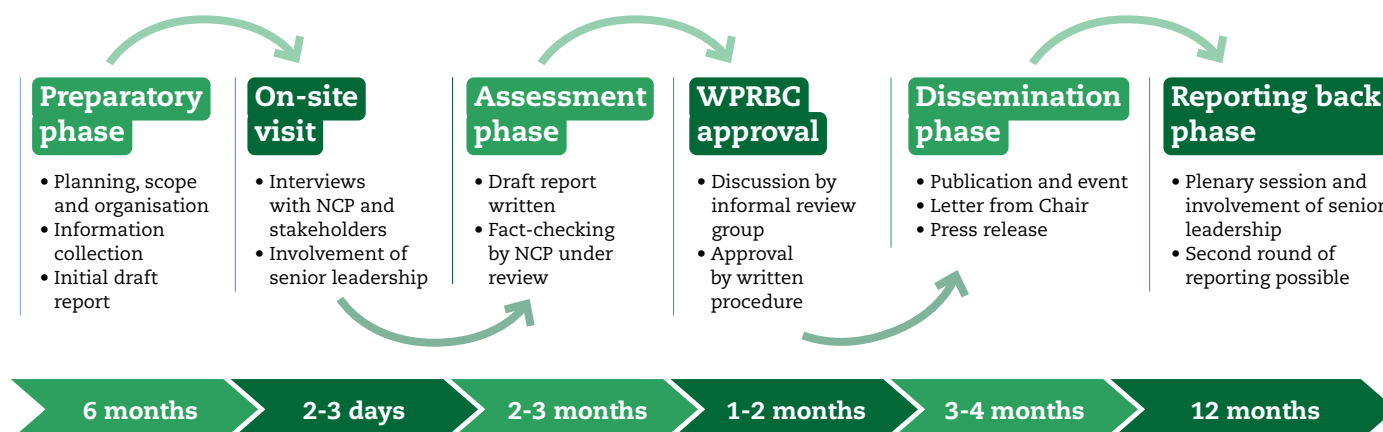 Preparatory
phase
• Planning, scope
and organisation
• Information
collection
• Initial draft
report
On-site
visit
• Interviews
with NCP and
stakeholders
• Involvement of
senior leadership
Assessment
phase
• Draft report
written
• Fact-checking
by NCP under
review
WPRBC
approval
• Discussion by
informal review
group
• Approval
by written
procedure
Dissemination
phase
• Publication and event
• Letter from Chair
• Press release
Reporting back
phase
• Plenary session and
involvement of senior
leadership
• Second round of
reporting possible
6 months
2-3 days
2-3 months
1-2 months
3-4 months
12 months